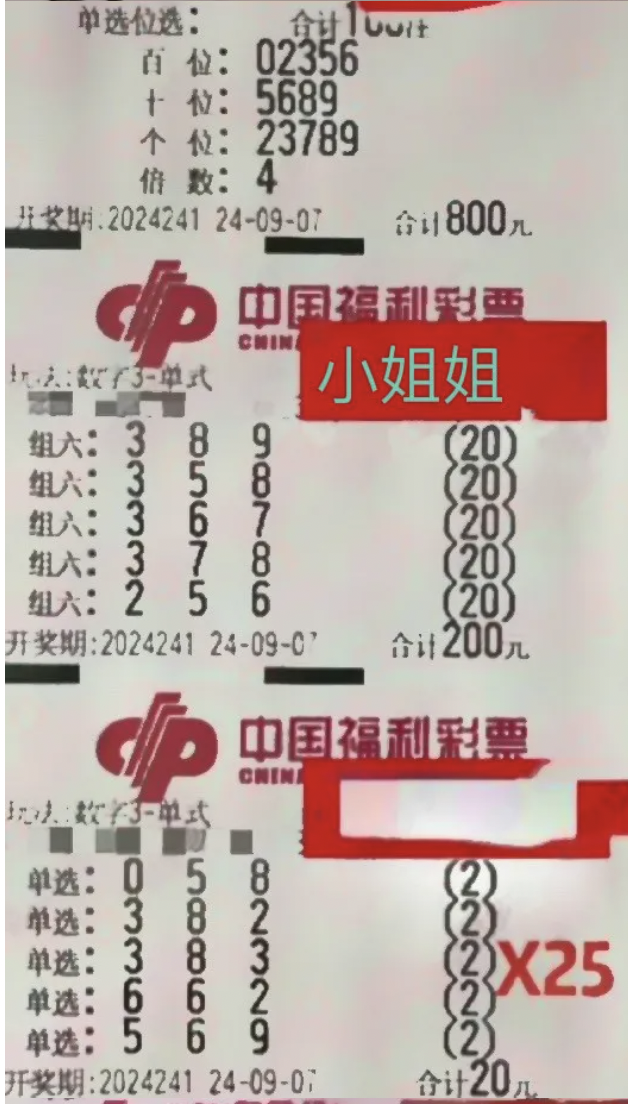 单选位选: 合计100注
百 位: 02356
十 位: 5689
个 位: 23789
倍 数: 4
开奖期:2024241 24-09-07 合计800元
中国福利彩票
小姐姐
玩法:数字3-单式
组六: 3 8 9 (20)
组六: 3 5 8 (20)
组六: 3 6 7 (20)
组六: 3 7 8 (20)
组六: 2 5 6 (20)
开奖期:2024241 24-09-07 合计200元
中国福利彩票
玩法:数字3-单式
单选: 0 5 8 (2)
单选: 3 8 2 (2)
单选: 3 8 3 (2)
X25
单选: 6 6 2 (2)
单选: 5 6 9 (2)
开奖期:2024241 24-09-07 合计20元